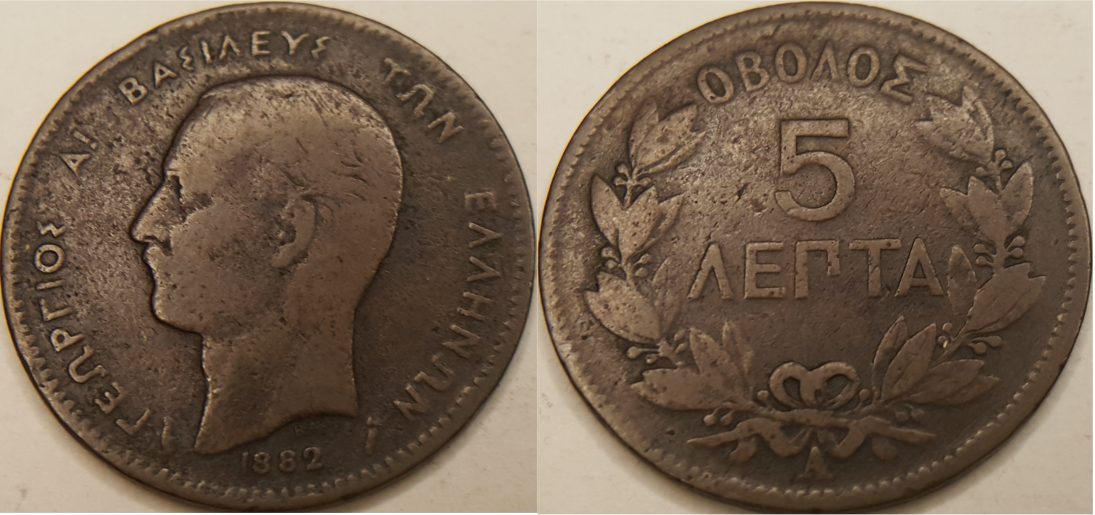 ΓΕΩΡΓΙΟΣ Α! ΒΑΣΙΛΕΥΣ ΤΩΝ ΕΛΛΗΝΩΝ
1882
ΟΒΟΛΟΣ
5
ΛΕΠΤΑ
A